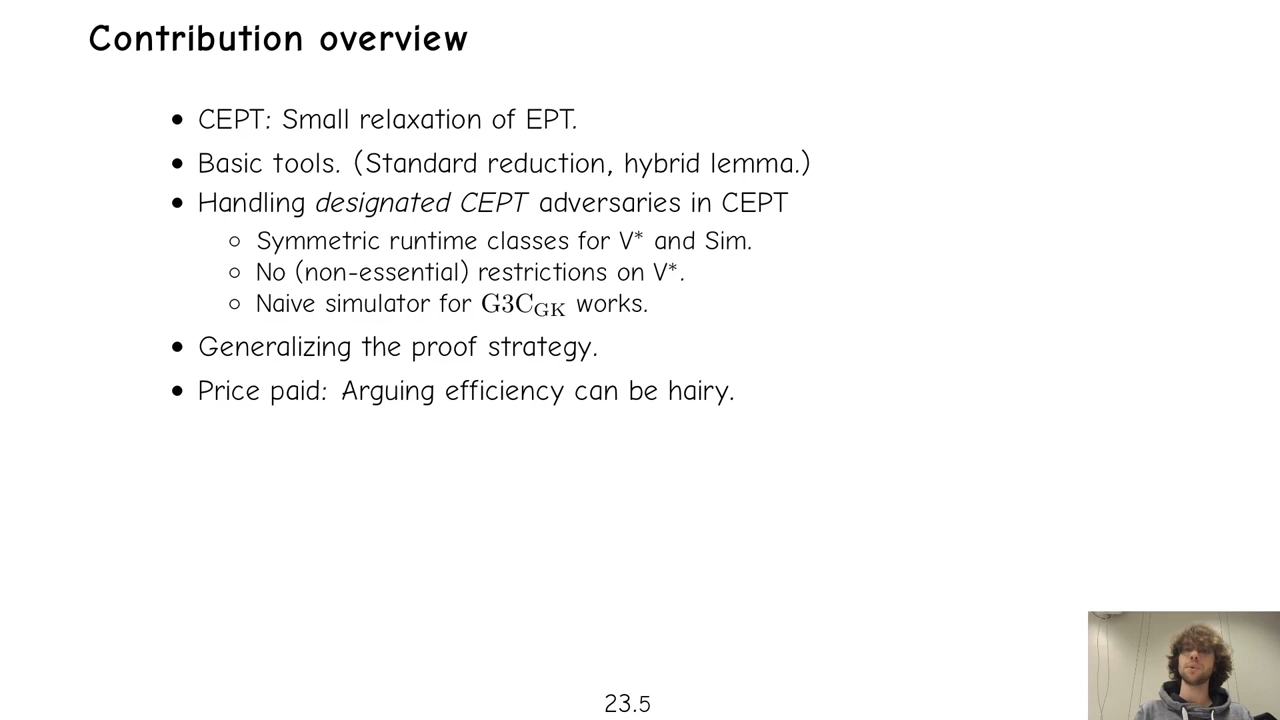 Contribution overview
• CEPT: Small relaxation of EPT.
• Basic tools. (Standard reduction, hybrid lemma.)
• Handling designated CEPT adversaries in CEPT
◦ Symmetric runtime classes for V* and Sim.
◦ No (non-essential) restrictions on V*.
◦ Naive simulator for G3C_GK works.
• Generalizing the proof strategy.
• Price paid: Arguing efficiency can be hairy.
23.5